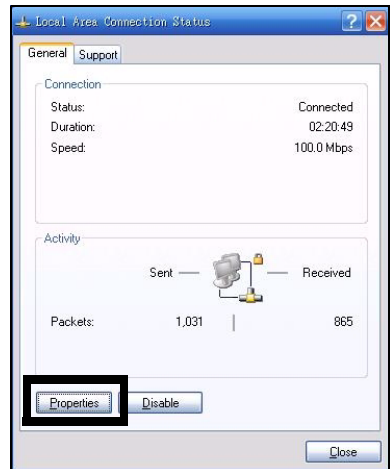 Local Area Connection Status
General Support
Connection
Status: Connected
Duration: 02:20:49
Speed: 100.0 Mbps
Activity
Sent — — Received
Packets: 1,031 | 865
Properties Disable
Close